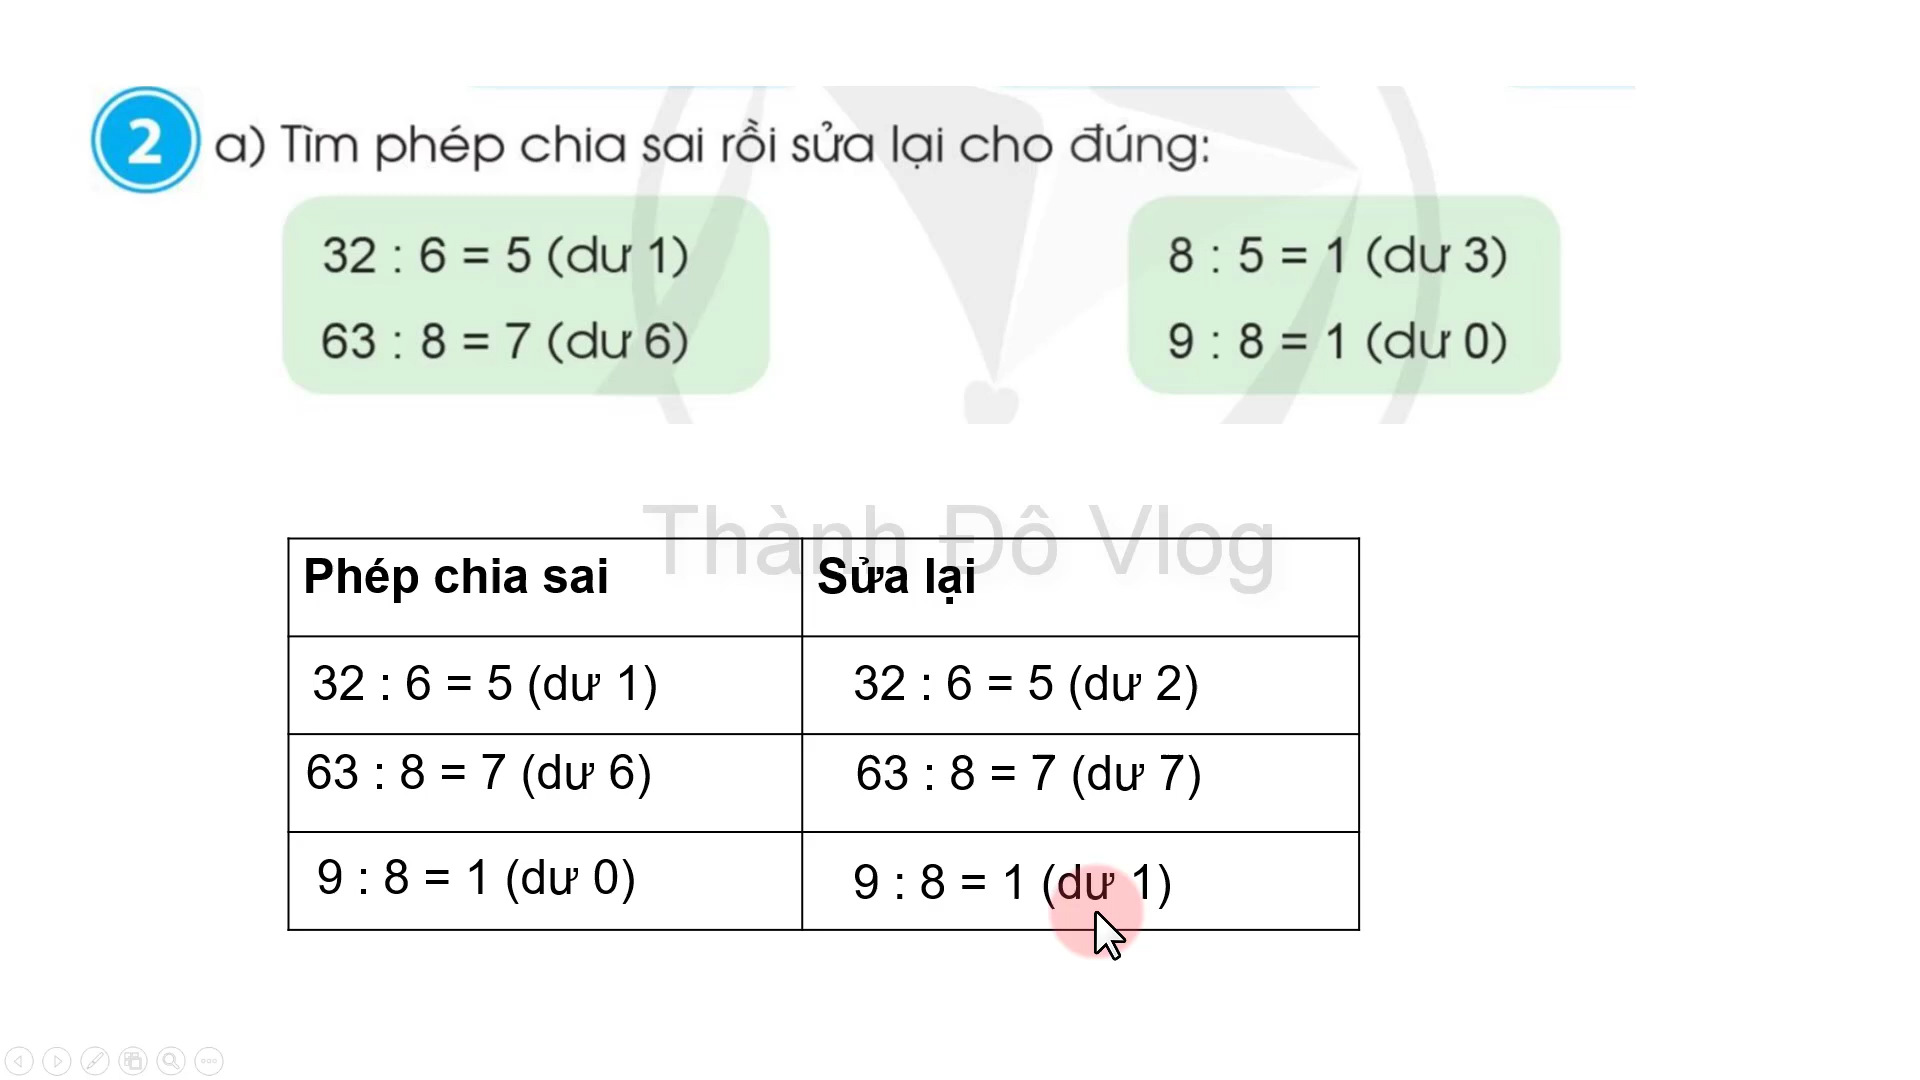 2 a) Tìm phép chia sai rồi sửa lại cho đúng:
32 : 6 = 5 (dư 1)
63 : 8 = 7 (dư 6)
8 : 5 = 1 (dư 3)
9 : 8 = 1 (dư 0)
Thành Đô Vlog
Phép chia sai
Sửa lại
32 : 6 = 5 (dư 1)
32 : 6 = 5 (dư 2)
63 : 8 = 7 (dư 6)
63 : 8 = 7 (dư 7)
9 : 8 = 1 (dư 0)
9 : 8 = 1 (dư 1)